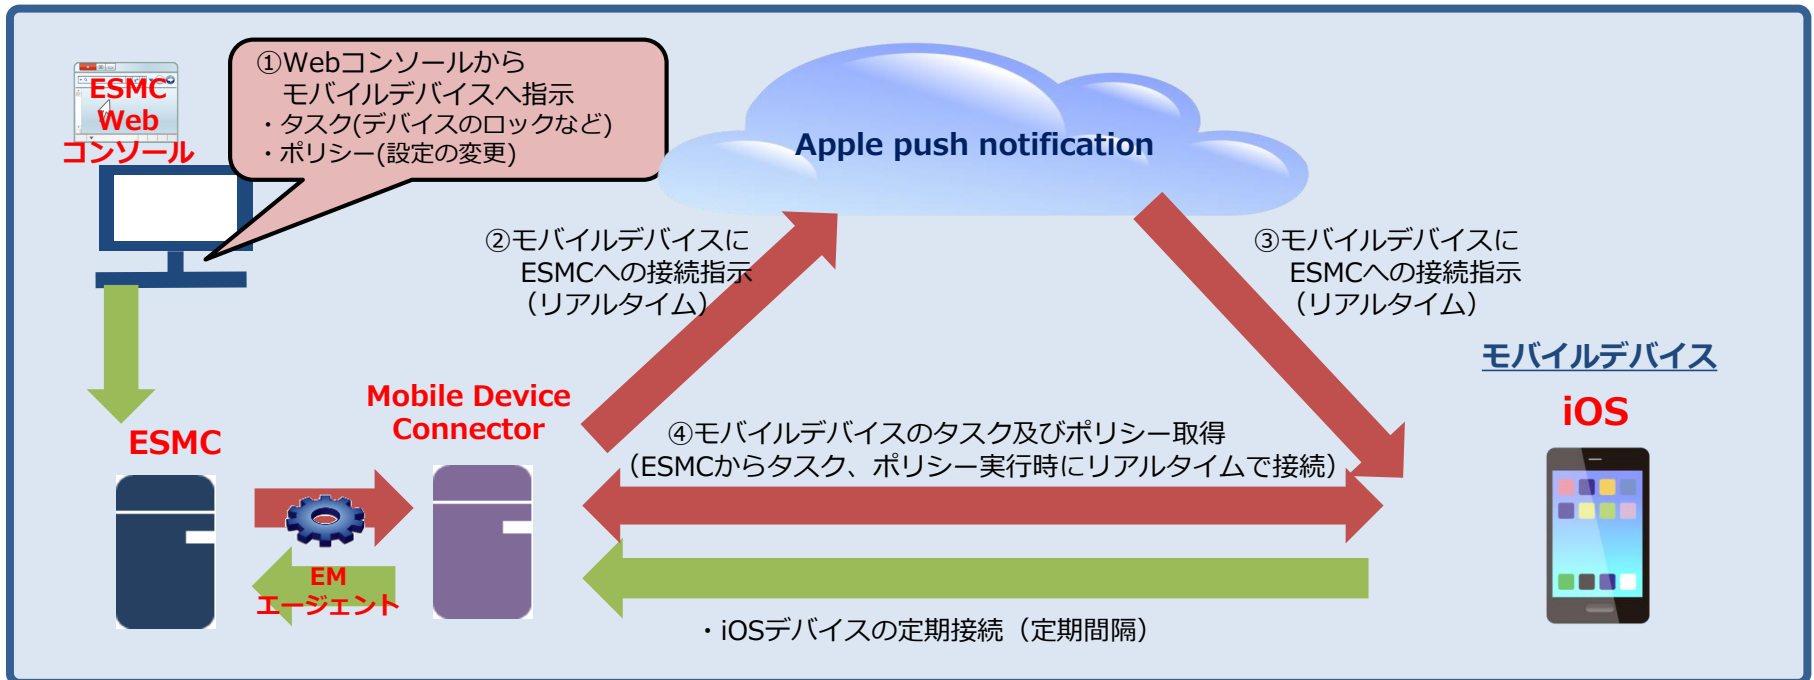 ESMC
Web
コンソール
①Webコンソールから
モバイルデバイスへ指示
・タスク(デバイスのロックなど)
・ポリシー(設定の変更)
Apple push notification
②モバイルデバイスに
ESMCへの接続指示
（リアルタイム）
③モバイルデバイスに
ESMCへの接続指示
（リアルタイム）
モバイルデバイス
iOS
Mobile Device
Connector
ESMC
④モバイルデバイスのタスク及びポリシー取得
（ESMCからタスク、ポリシー実行時にリアルタイムで接続）
EM
エージェント
・iOSデバイスの定期接続（定期間隔）